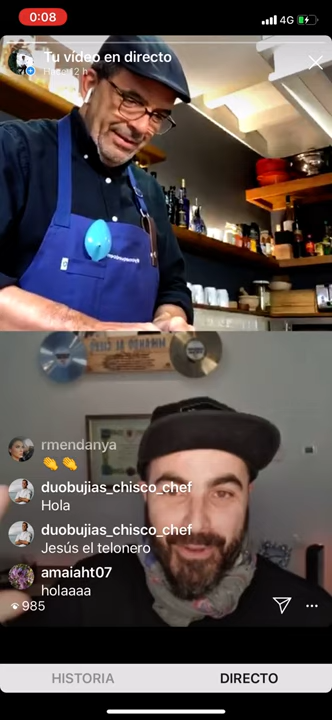 0:08
4G
Tu vídeo en directo
rmendanya
👏👏
duobujias_chisco_chef
Hola
duobujias_chisco_chef
Jesús el telonero
amaiaht07
holaaaa
985
HISTORIA
DIRECTO